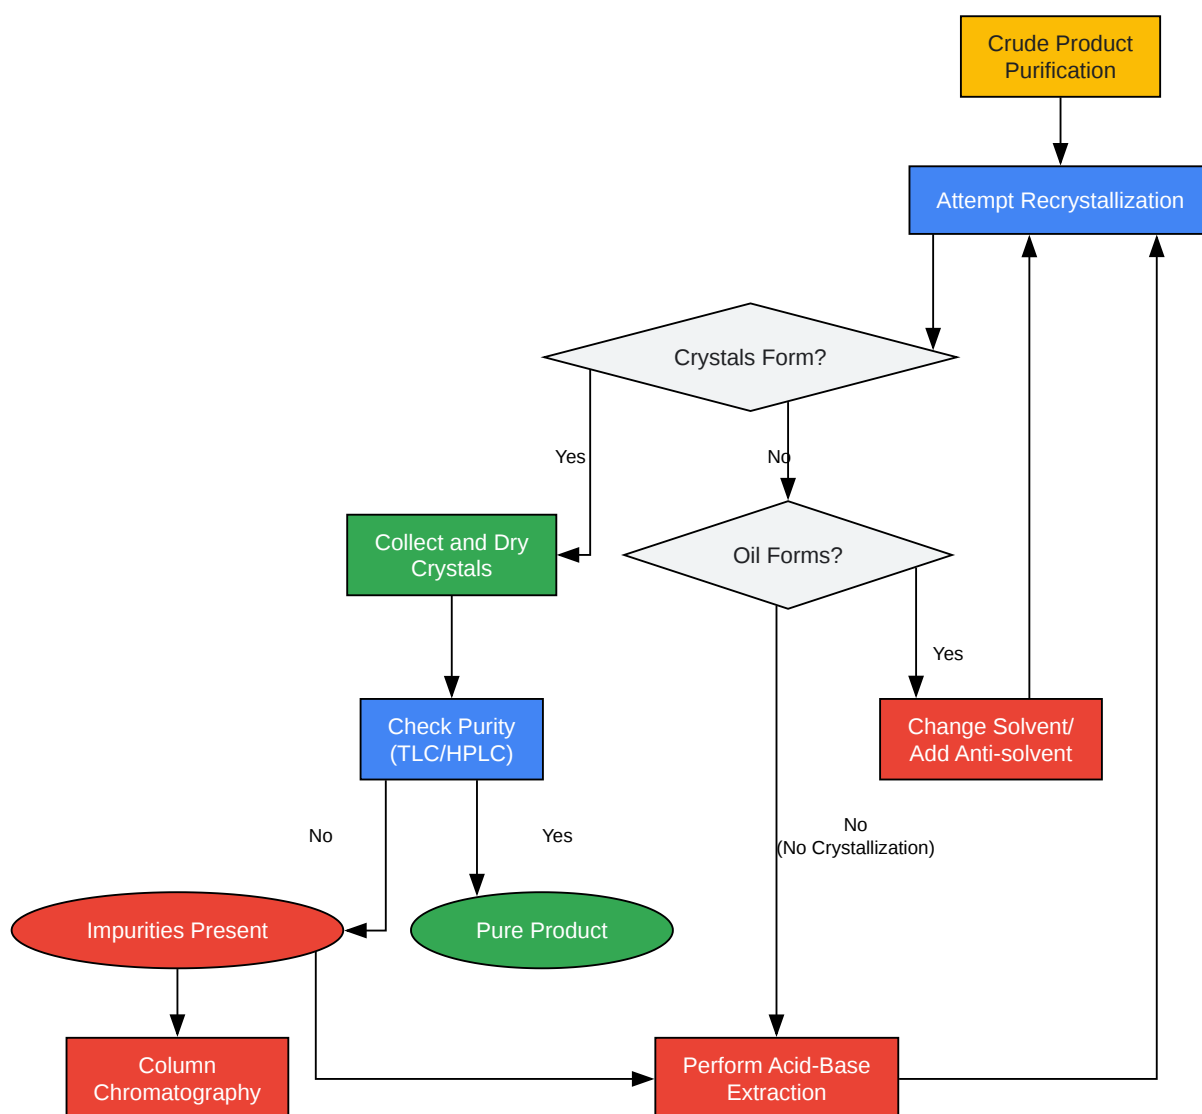 Crude Product
Purification
Attempt Recrystallization
Crystals Form?
Yes
No
Collect and Dry
Crystals
Oil Forms?
Yes
Check Purity
(TLC/HPLC)
Change Solvent/
Add Anti-solvent
No
Yes
No
(No Crystallization)
Impurities Present
Pure Product
Column
Chromatography
Perform Acid-Base
Extraction